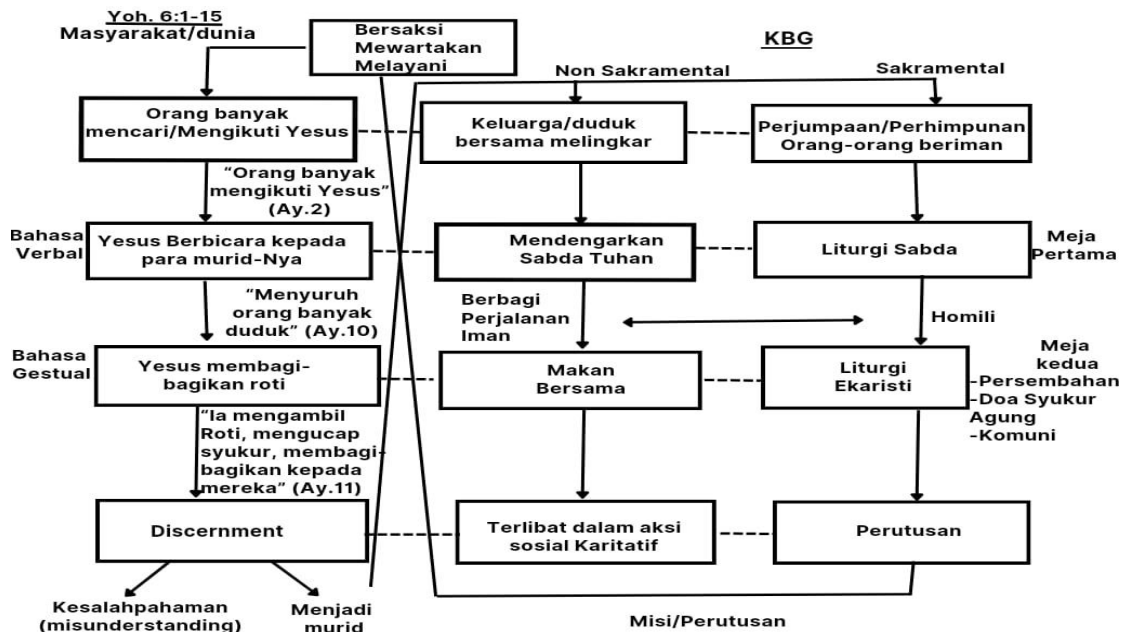 Yoh. 6:1-15
Masyarakat/dunia
Bersaksi
Mewartakan
Melayani
KBG
Non Sakramental
Sakramental
Orang banyak
mencari/Mengikuti Yesus
Keluarga/duduk
bersama melingkar
Perjumpaan/Perhimpunan
Orang-orang beriman
“Orang banyak
mengikuti Yesus”
(Ay.2)
Bahasa
Verbal
Yesus Berbicara kepada
para murid-Nya
Mendengarkan
Sabda Tuhan
Liturgi Sabda
Meja
Pertama
“Menyuruh
orang banyak
duduk” (Ay.10)
Berbagi
Perjalanan
Iman
Homili
Bahasa
Gestual
Yesus membagi-
bagikan roti
Makan
Bersama
Liturgi
Ekaristi
Meja
kedua
-Persembahan
-Doa Syukur
Agung
-Komuni
“Ia mengambil
Roti, mengucap
syukur, membagi-
bagikan kepada
mereka” (Ay.11)
Discernment
Terlibat dalam aksi
sosial Karitatif
Perutusan
Kesalahpahaman
(misunderstanding)
Menjadi
murid
Misi/Perutusan